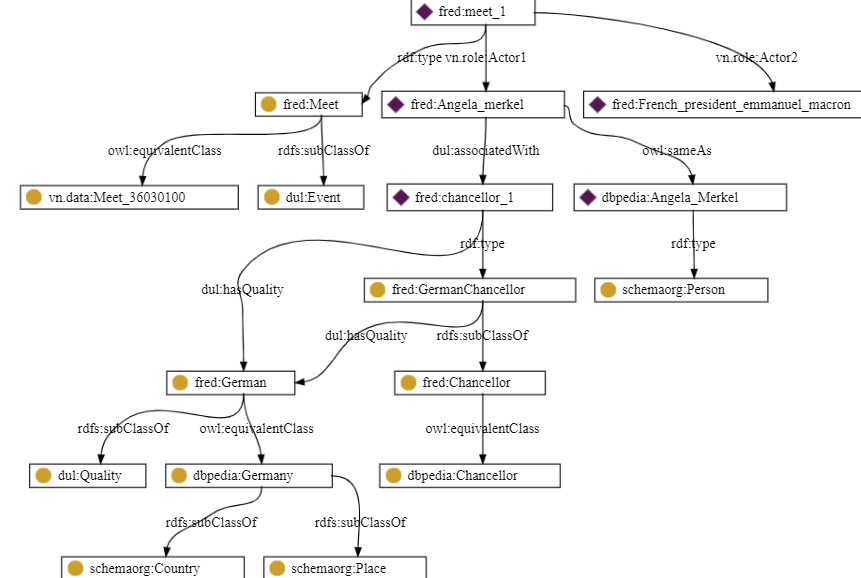 fred:meet_1
rdf:type
vn.role:Actor1
vn.role:Actor2
fred:Meet
fred:Angela_merkel
fred:French_president_emmanuel_macron
owl:equivalentClass
rdfs:subClassOf
dul:associatedWith
owl:sameAs
vn.data:Meet_36030100
dul:Event
fred:chancellor_1
dbpedia:Angela_Merkel
rdf:type
rdf:type
dul:hasQuality
fred:GermanChancellor
schemaorg:Person
dul:hasQuality
rdfs:subClassOf
fred:German
fred:Chancellor
rdfs:subClassOf
owl:equivalentClass
owl:equivalentClass
dul:Quality
dbpedia:Germany
dbpedia:Chancellor
rdfs:subClassOf
rdfs:subClassOf
schemaorg:Country
schemaorg:Place